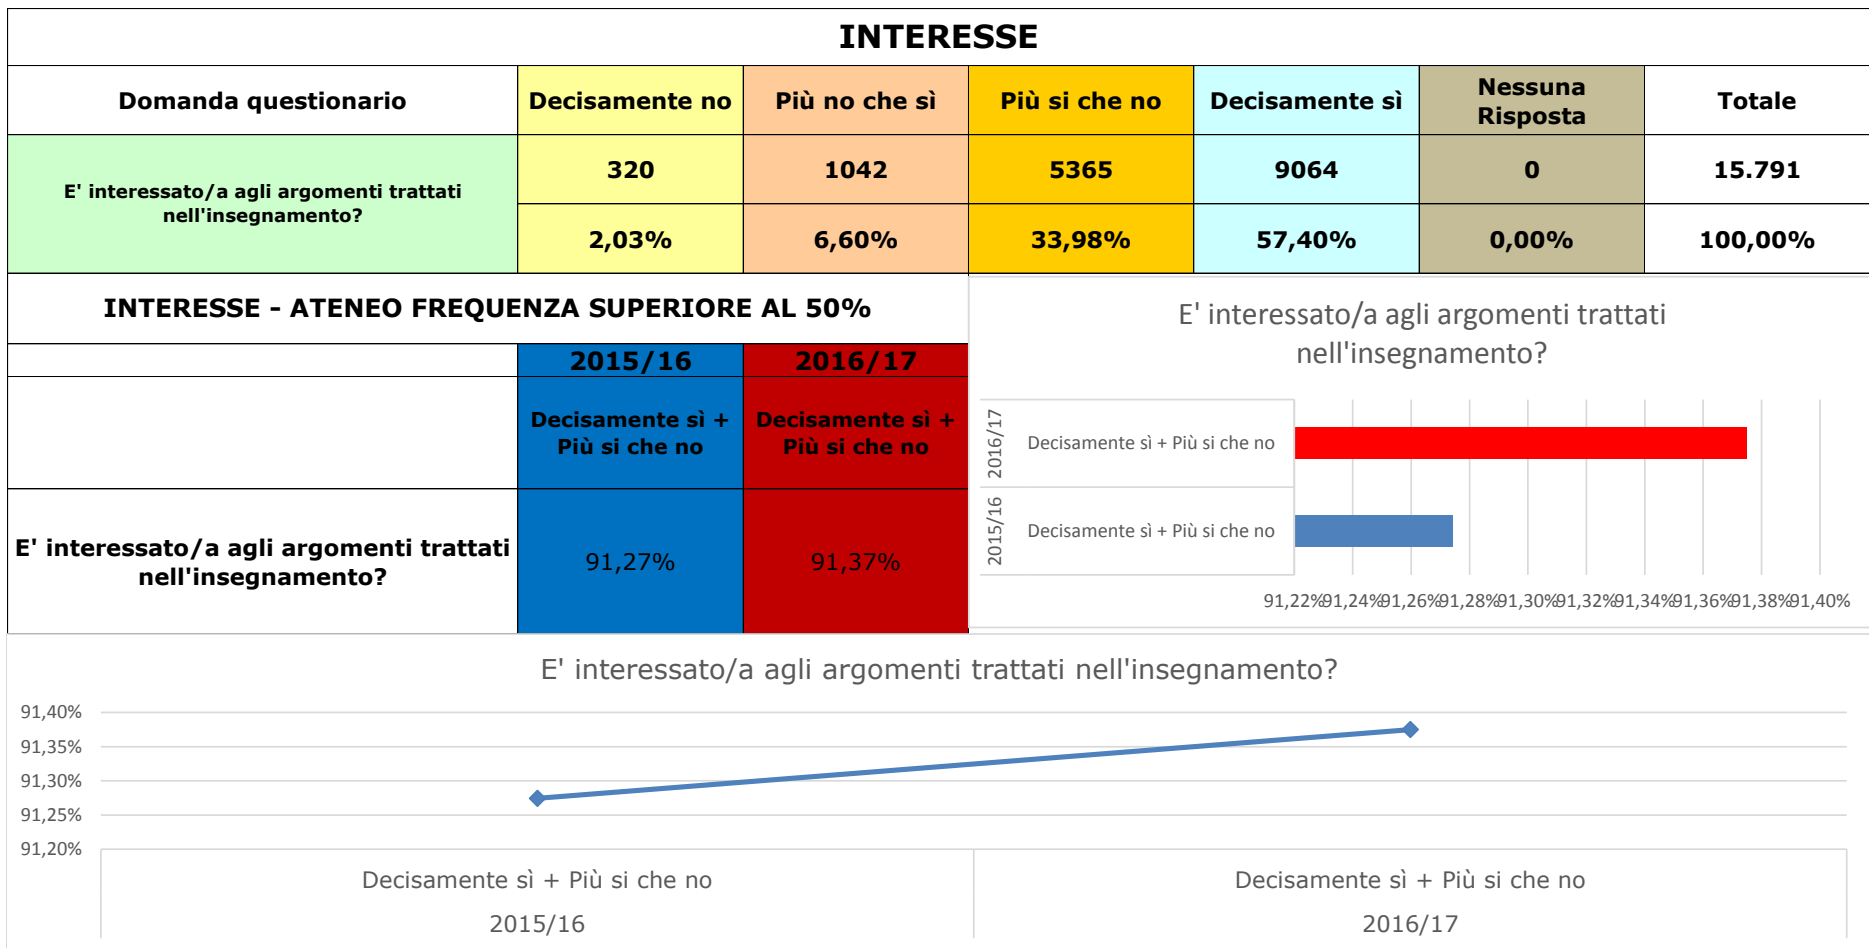 INTERESSE
Domanda questionario
Decisamente no
Più no che sì
Più si che no
Decisamente sì
Nessuna
Risposta
Totale
E' interessato/a agli argomenti trattati
nell'insegnamento?
320
1042
5365
9064
0
15.791
2,03%
6,60%
33,98%
57,40%
0,00%
100,00%
INTERESSE - ATENEO FREQUENZA SUPERIORE AL 50%
2015/16
2016/17
Decisamente sì +
Più si che no
Decisamente sì +
Più si che no
E' interessato/a agli argomenti trattati
nell'insegnamento?
91,27%
91,37%
E' interessato/a agli argomenti trattati
nell'insegnamento?
2016/17
Decisamente sì + Più si che no
2015/16
Decisamente sì + Più si che no
91,22%91,24%91,26%91,28%91,30%91,32%91,34%91,36%91,38%91,40%
E' interessato/a agli argomenti trattati nell'insegnamento?
91,40%
91,35%
91,30%
91,25%
91,20%
Decisamente sì + Più si che no
Decisamente sì + Più si che no
2015/16
2016/17